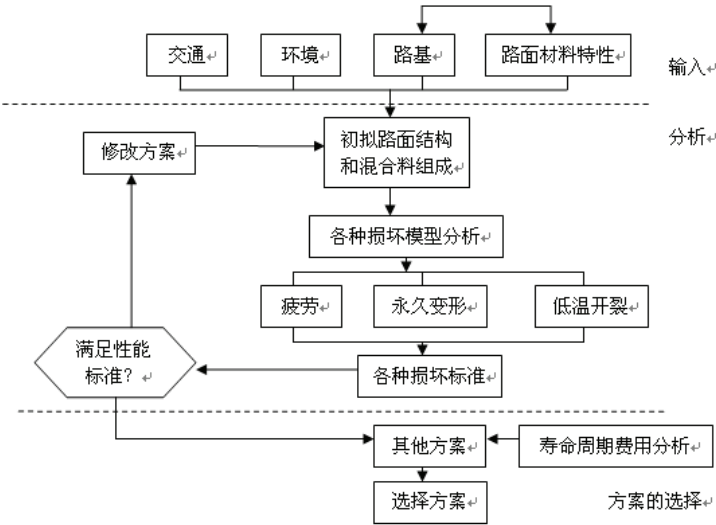 交通
环境
路基
路面材料特性
输入
初拟路面结构
和混合料组成
分析
修改方案
各种损坏模型分析
疲劳
永久变形
低温开裂
满足性能
标准？
各种损坏标准
其他方案
寿命周期费用分析
选择方案
方案的选择